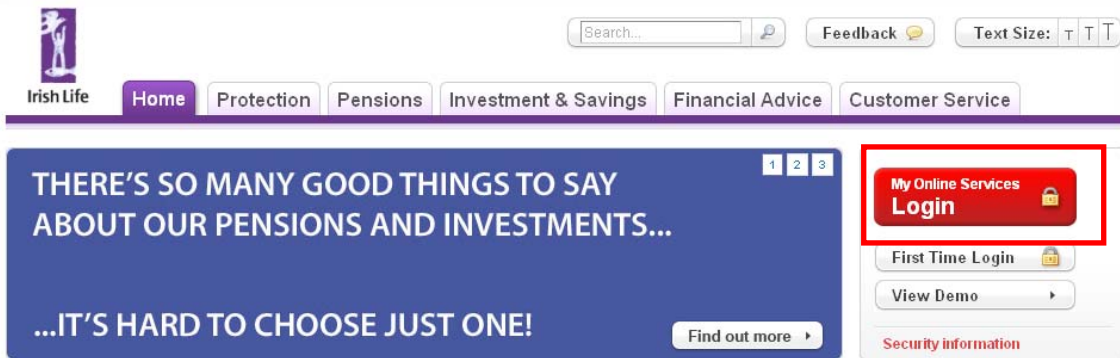 Search...
Feedback
Text Size: T T T
Irish Life
Home Protection Pensions Investment & Savings Financial Advice Customer Service
1 2 3
THERE'S SO MANY GOOD THINGS TO SAY
ABOUT OUR PENSIONS AND INVESTMENTS...
...IT'S HARD TO CHOOSE JUST ONE!
Find out more
My Online Services
Login
First Time Login
View Demo
Security information